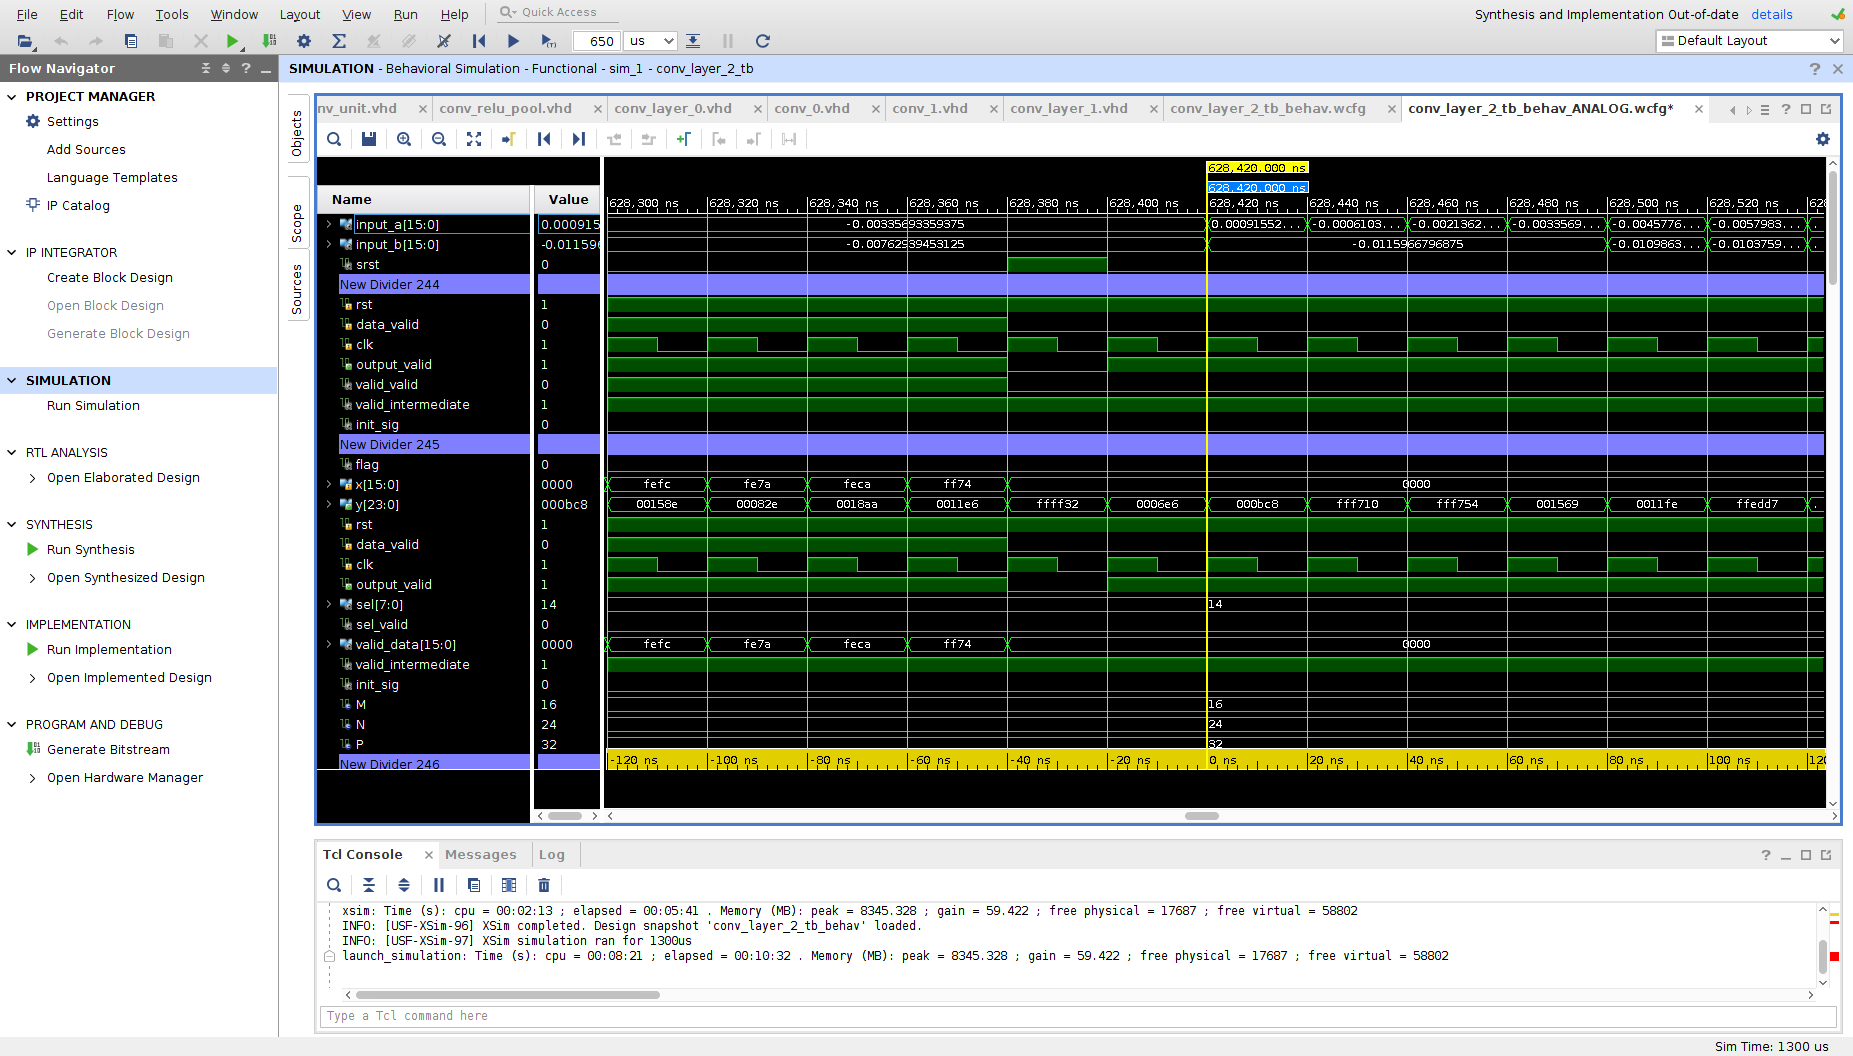 File Edit Flow Tools Window Layout View Run Help Quick Access
Synthesis and Implementation Out-of-date details
650 us
Default Layout
Flow Navigator
SIMULATION - Behavioral Simulation - Functional - sim_1 - conv_layer_2_tb
PROJECT MANAGER
Settings
Add Sources
Language Templates
IP Catalog
IP INTEGRATOR
Create Block Design
Open Block Design
Generate Block Design
SIMULATION
Run Simulation
RTL ANALYSIS
Open Elaborated Design
SYNTHESIS
Run Synthesis
Open Synthesized Design
IMPLEMENTATION
Run Implementation
Open Implemented Design
PROGRAM AND DEBUG
Generate Bitstream
Open Hardware Manager
Objects
Scope
Sources
nv_unit.vhd conv_relu_pool.vhd conv_layer_0.vhd conv_0.vhd conv_1.vhd conv_layer_1.vhd conv_layer_2_tb_behav.wcfg conv_layer_2_tb_behav_ANALOG.wcfg*
628,420.000 ns
628,420.000 ns
Name Value
628,300 ns 628,320 ns 628,340 ns 628,360 ns 628,380 ns 628,400 ns 628,420 ns 628,440 ns 628,460 ns 628,480 ns 628,500 ns 628,520 ns 628
input_a[15:0] 0.000915 -0.00335693359375 0.00091552... -0.0006103... -0.0021362... -0.0033569... -0.0045776... -0.0057983...
input_b[15:0] -0.011596 -0.00762939453125 -0.0115966796875 -0.0109863... -0.0103759...
srst 0
New Divider 244
rst 1
data_valid 0
clk 1
output_valid 1
valid_valid 0
valid_intermediate 1
init_sig 0
New Divider 245
flag 0
x[15:0] 0000 fefc fe7a feca ff74 0000
y[23:0] 000bc8 00158e 00082e 0018aa 0011e6 ffff32 0006e6 000bc8 fff710 fff754 001569 0011fe ffedd7
rst 1
data_valid 0
clk 1
output_valid 1
sel[7:0] 14 14
sel_valid 0
valid_data[15:0] 0000 fefc fe7a feca ff74 0000
valid_intermediate 1
init_sig 0
M 16 16
N 24 24
P 32 32
New Divider 246
-120 ns -100 ns -80 ns -60 ns -40 ns -20 ns 0 ns 20 ns 40 ns 60 ns 80 ns 100 ns 120
Tcl Console Messages Log
xsim: Time (s): cpu = 00:02:13 ; elapsed = 00:05:41 . Memory (MB): peak = 8345.328 ; gain = 59.422 ; free physical = 17687 ; free virtual = 58802
INFO: [USF-XSim-96] XSim completed. Design snapshot 'conv_layer_2_tb_behav' loaded.
INFO: [USF-XSim-97] XSim simulation ran for 1300us
launch_simulation: Time (s): cpu = 00:08:21 ; elapsed = 00:10:32 . Memory (MB): peak = 8345.328 ; gain = 59.422 ; free physical = 17687 ; free virtual = 58802
Type a Tcl command here
Sim Time: 1300 us